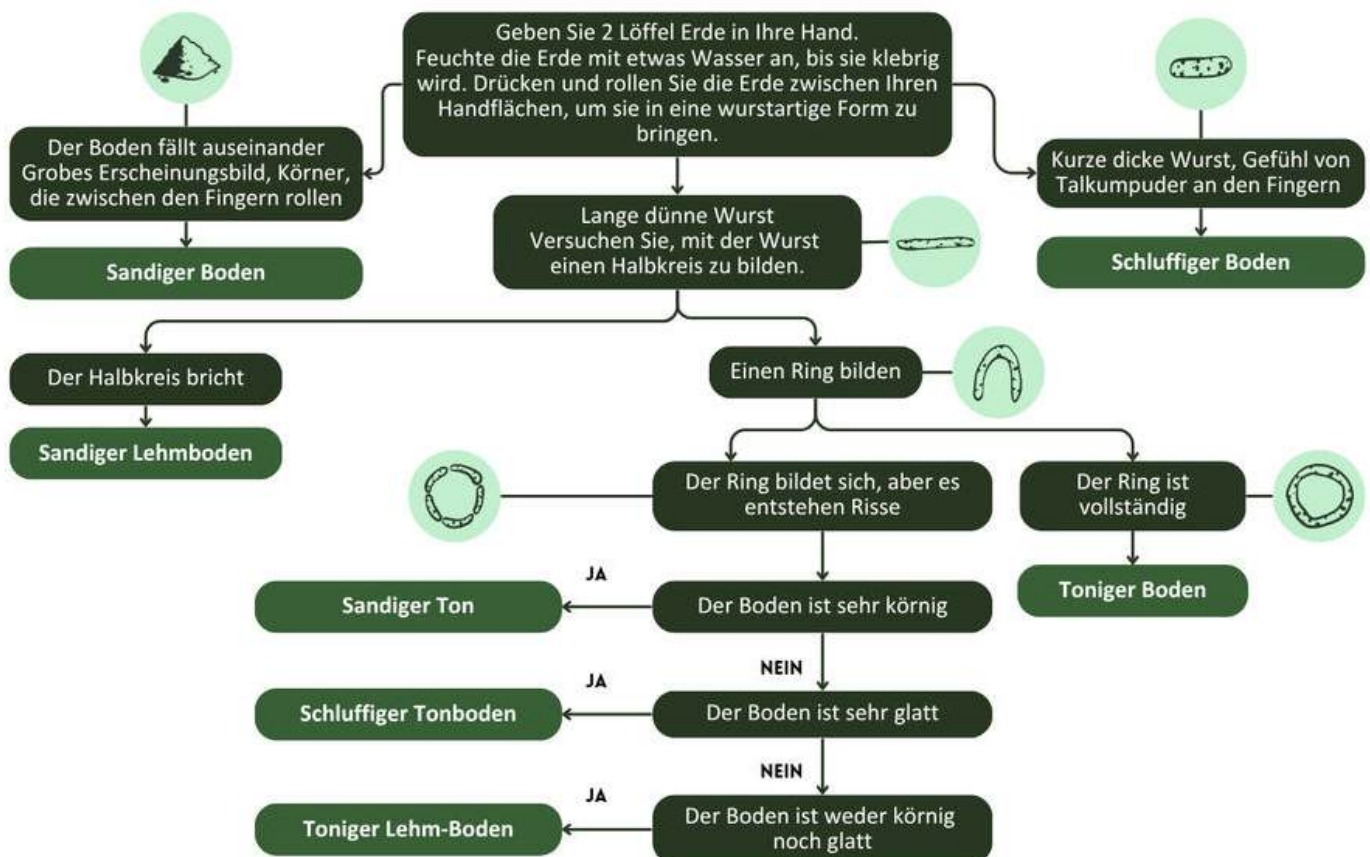 Geben Sie 2 Löffel Erde in Ihre Hand.
Feuchte die Erde mit etwas Wasser an, bis sie klebrig
wird. Drücken und rollen Sie die Erde zwischen Ihren
Handflächen, um sie in eine wurstartige Form zu
bringen.
Der Boden fällt auseinander
Grobes Erscheinungsbild, Körner,
die zwischen den Fingern rollen
Sandiger Boden
Lange dünne Wurst
Versuchen Sie, mit der Wurst
einen Halbkreis zu bilden.
Kurze dicke Wurst, Gefühl von
Talkumpuder an den Fingern
Schluffiger Boden
Der Halbkreis bricht
Sandiger Lehmboden
Einen Ring bilden
Der Ring bildet sich, aber es
entstehen Risse
Der Ring ist
vollständig
Toniger Boden
Der Boden ist sehr körnig
JA
Sandiger Ton
NEIN
Der Boden ist sehr glatt
JA
Schluffiger Tonboden
NEIN
Der Boden ist weder körnig
noch glatt
JA
Toniger Lehm-Boden